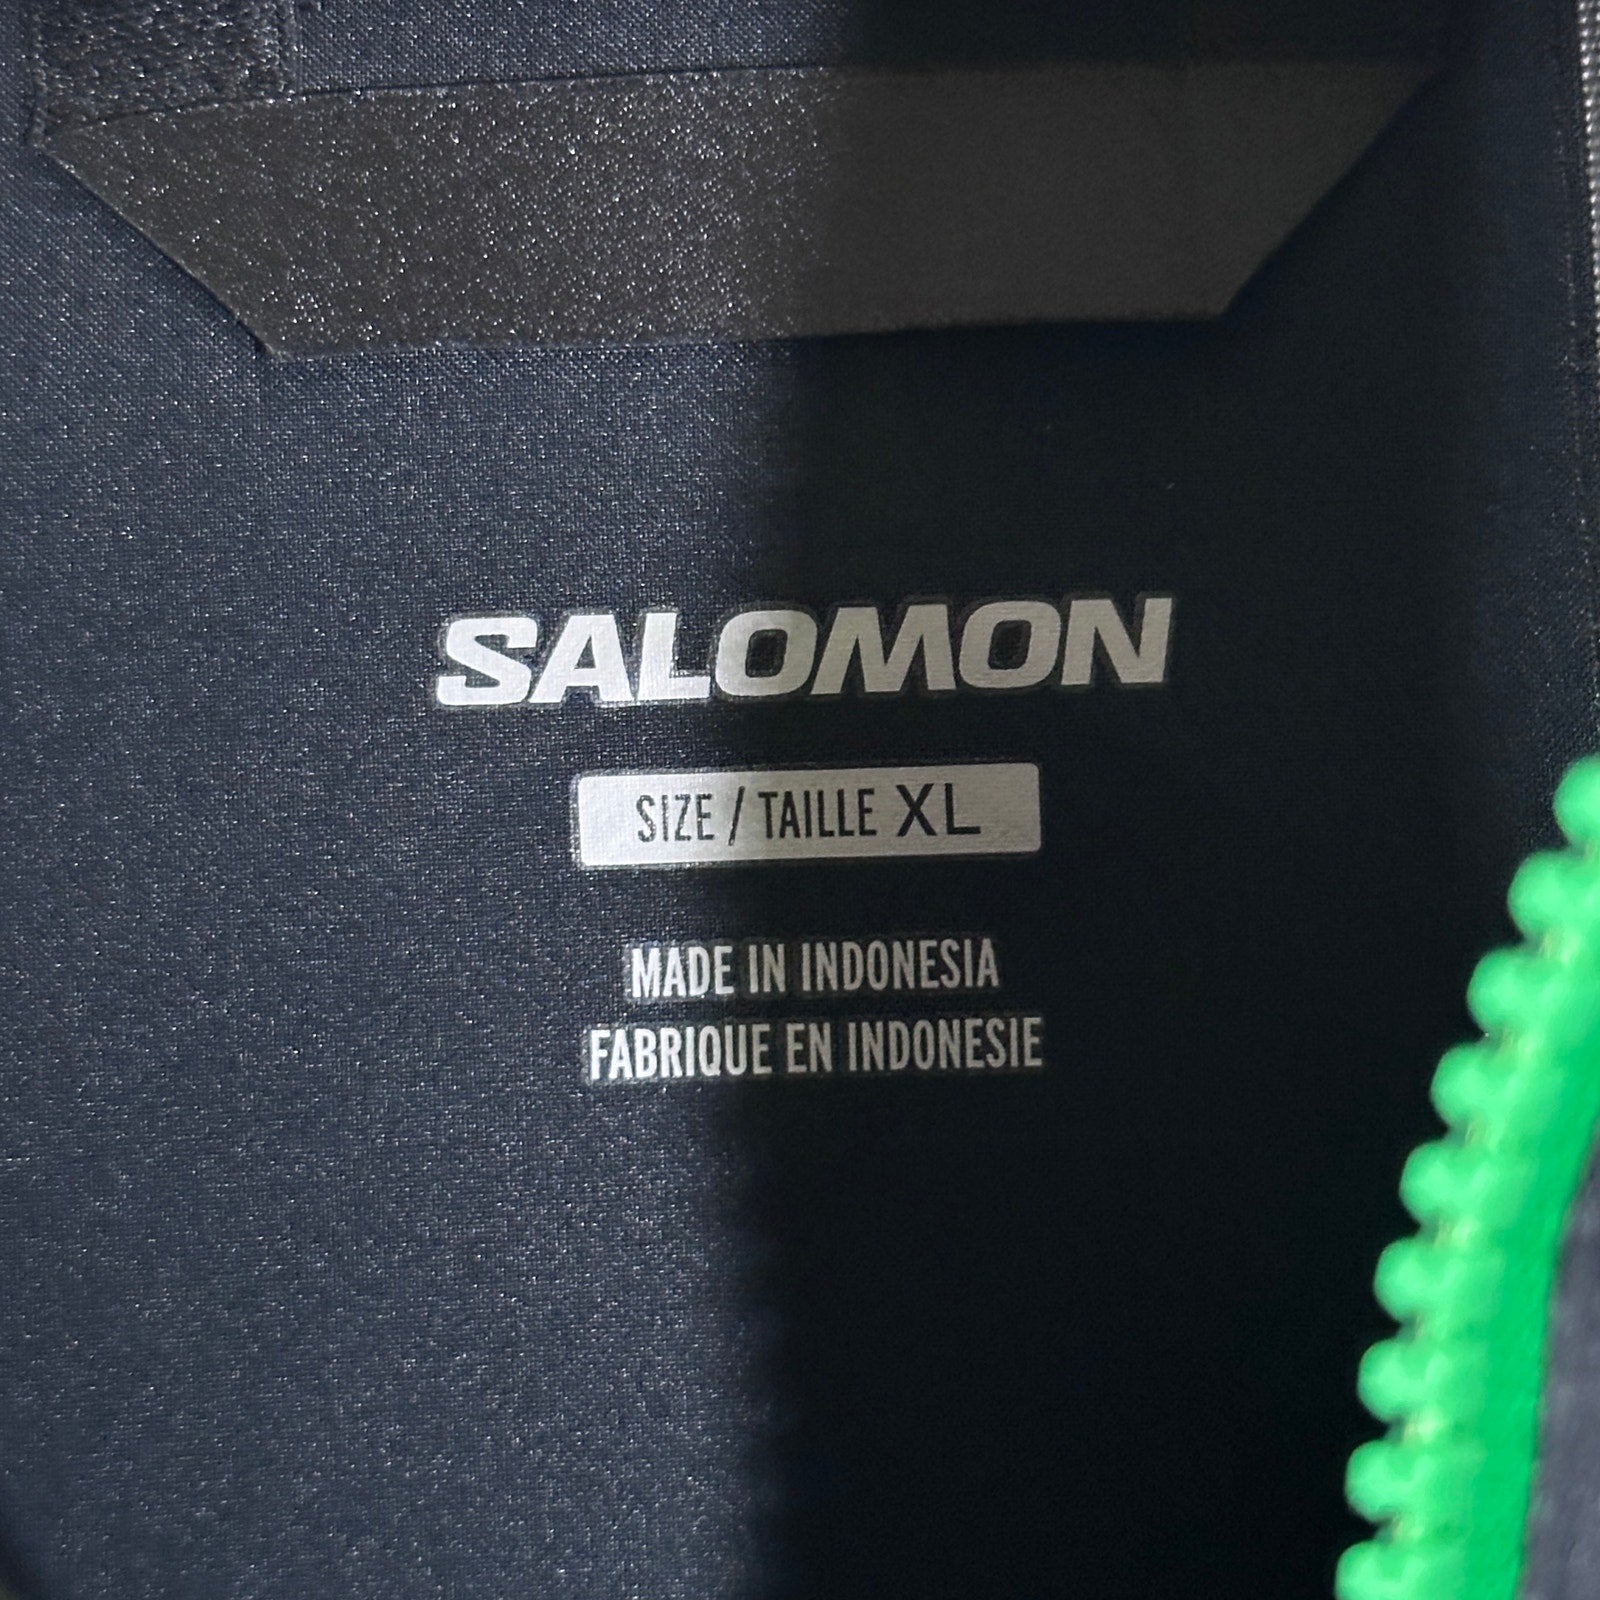 SALOMON
SIZE / TAILLE XL
MADE IN INDONESIA
FABRIQUE EN INDONESIE